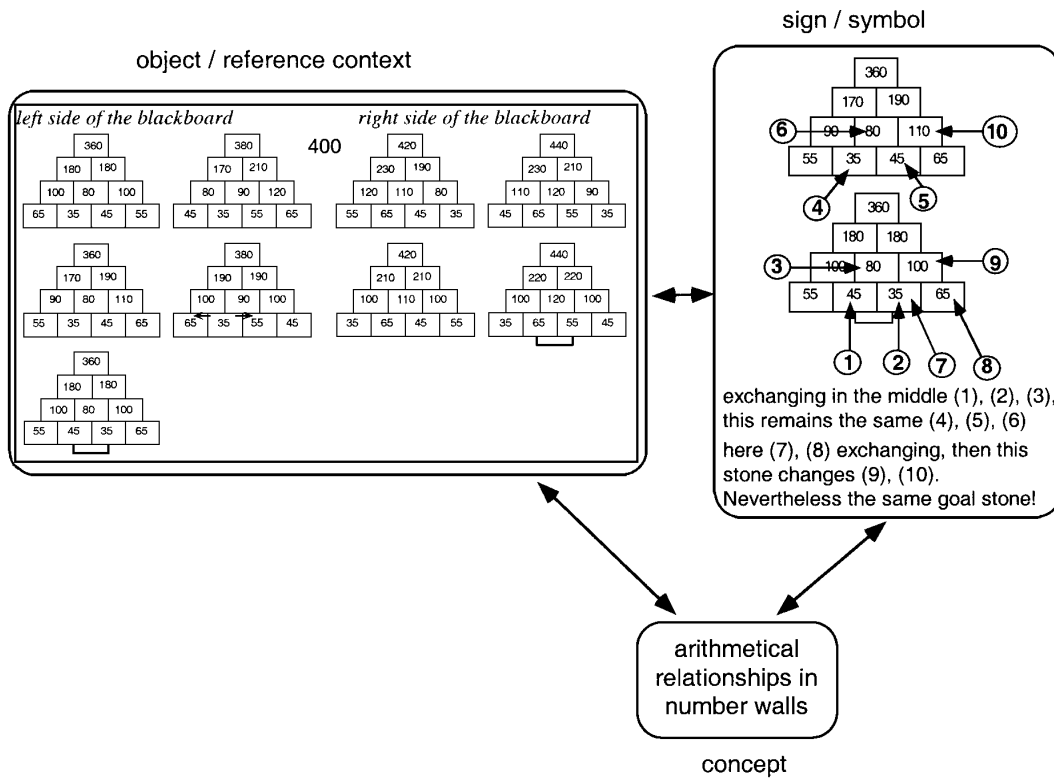 sign / symbol
object / reference context
left side of the blackboard
right side of the blackboard
400
360
180 180
100 80 100
65 35 45 55
380
170 210
80 90 120
45 35 55 65
420
230 190
120 110 80
55 65 45 35
440
230 210
110 120 90
45 65 55 35
360
170 190
90 80 110
55 35 45 65
380
190 190
100 90 100
65 35 55 45
420
210 210
100 110 100
35 65 45 55
440
220 220
100 120 100
35 65 55 45
360
180 180
100 80 100
55 45 35 65
360
170 190
6 90 80 110 10
55 35 45 65
4 5
360
180 180
3 100 80 100 9
55 45 35 65
1 2 7 8
exchanging in the middle (1), (2), (3),
this remains the same (4), (5), (6)
here (7), (8) exchanging, then this
stone changes (9), (10).
Nevertheless the same goal stone!
arithmetical
relationships in
number walls
concept